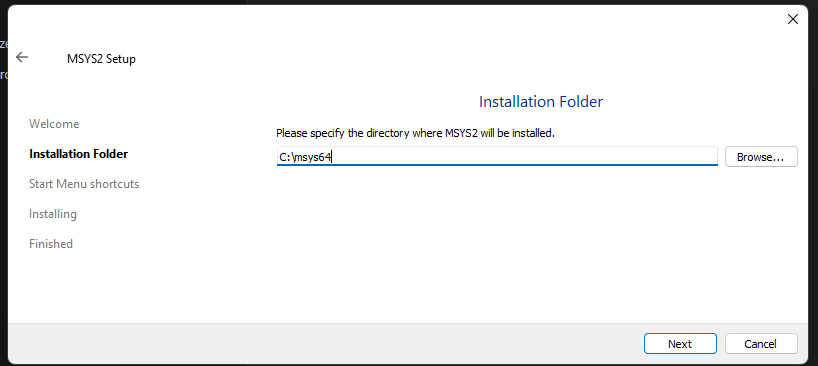 MSYS2 Setup
Installation Folder
Welcome
Please specify the directory where MSYS2 will be installed.
Installation Folder
C:\msys64
Browse...
Start Menu shortcuts
Installing
Finished
Next
Cancel